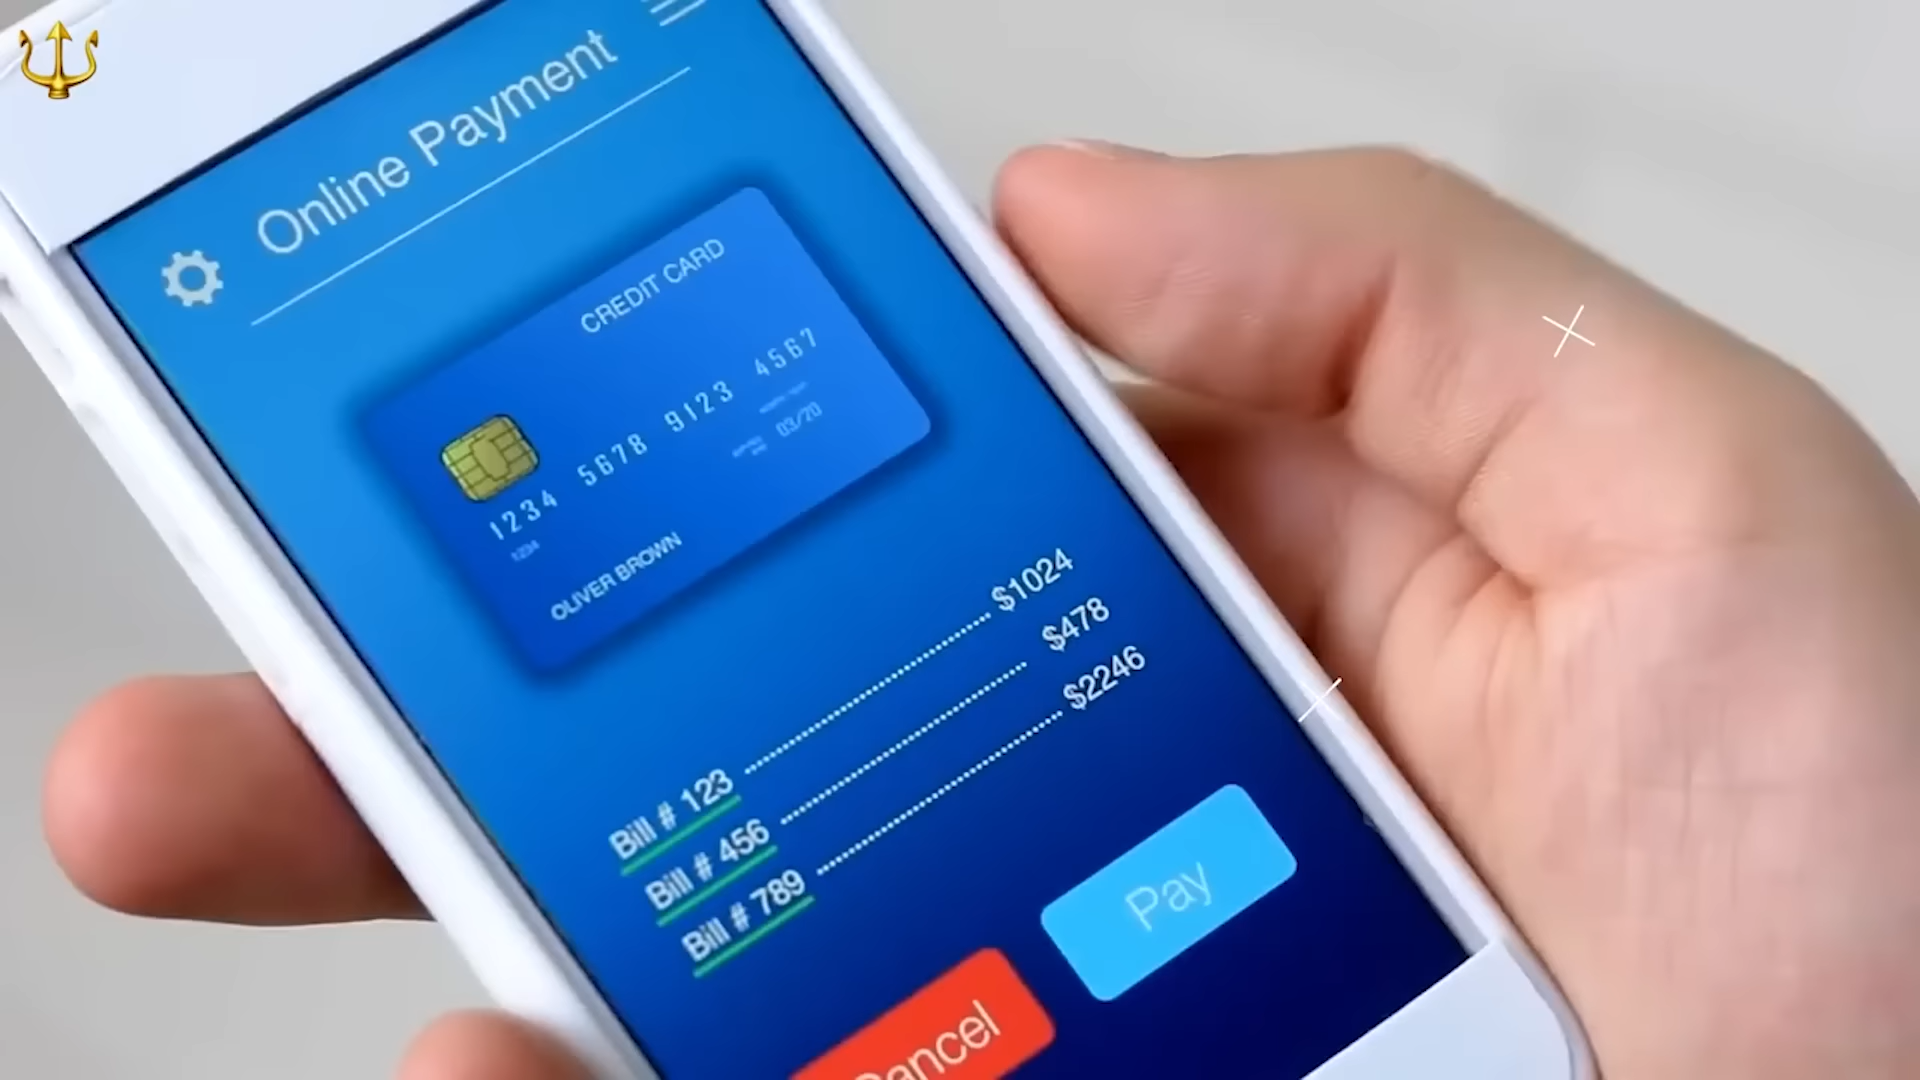 Online Payment
CREDIT CARD
1234 5678 9123 4567
1234
03/20
OLIVER BROWN
Bill # 123 $1024
Bill # 456 $478
Bill # 789 $2246
Pay
Cancel